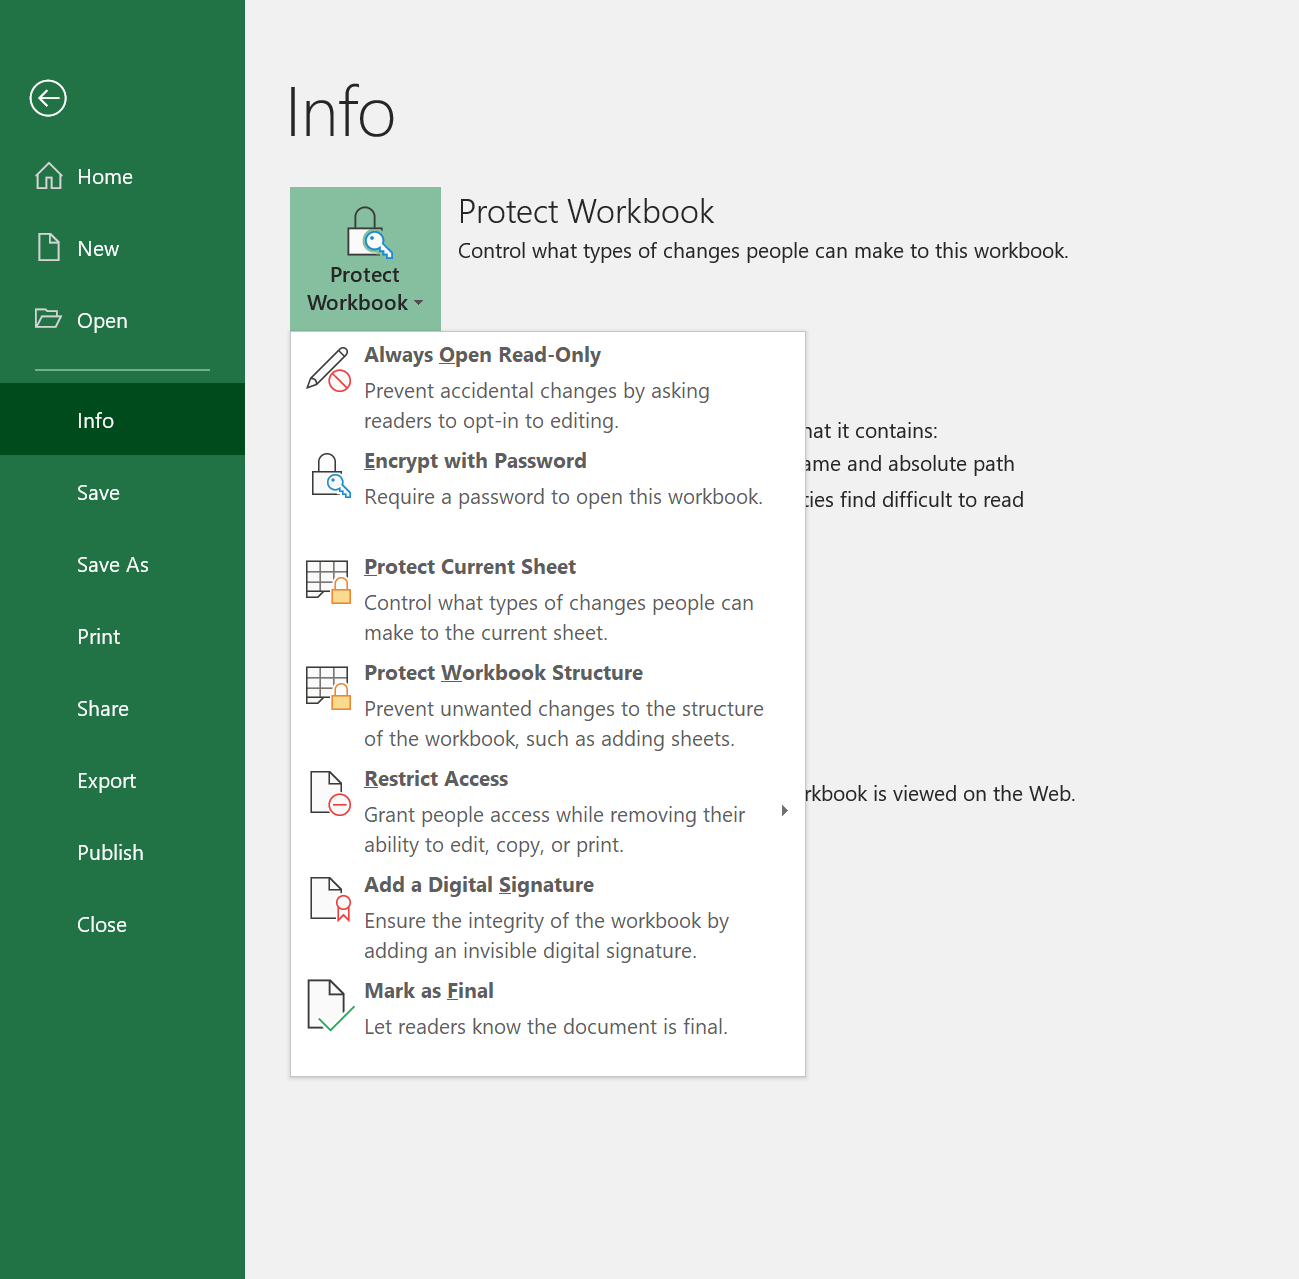 Info
Home
New
Open
Info
Save
Save As
Print
Share
Export
Publish
Close
Protect
Workbook
Protect Workbook
Control what types of changes people can make to this workbook.
Always Open Read-Only
Prevent accidental changes by asking
readers to opt-in to editing.
Encrypt with Password
Require a password to open this workbook.
Protect Current Sheet
Control what types of changes people can
make to the current sheet.
Protect Workbook Structure
Prevent unwanted changes to the structure
of the workbook, such as adding sheets.
Restrict Access
Grant people access while removing their
ability to edit, copy, or print.
Add a Digital Signature
Ensure the integrity of the workbook by
adding an invisible digital signature.
Mark as Final
Let readers know the document is final.
it contains:
and absolute path
find difficult to read
is viewed on the Web.